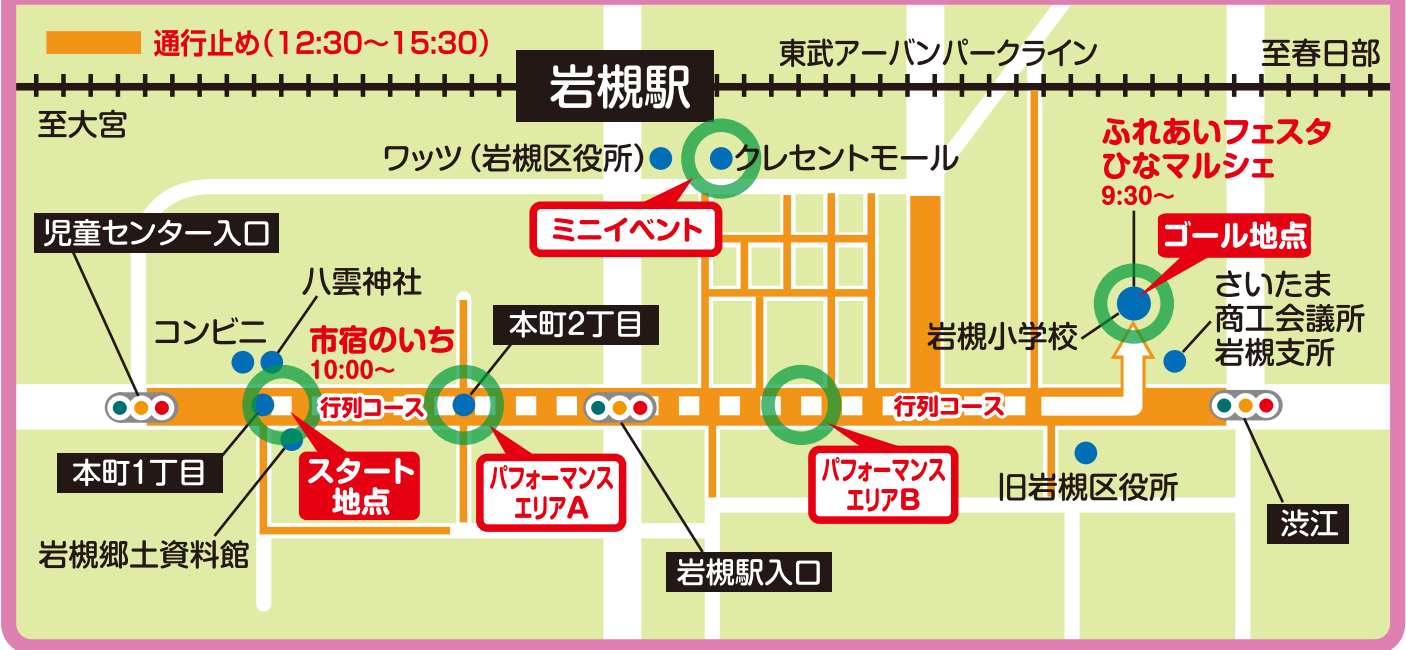 通行止め(12:30〜15:30)
東武アーバンパークライン
至春日部
岩槻駅
至大宮
ワッツ(岩槻区役所)
クレセントモール
ふれあいフェスタ
ひなマルシェ
9:30〜
児童センター入口
ミニイベント
ゴール地点
八雲神社
さいたま
商工会議所
岩槻支所
コンビニ
市宿のいち
10:00〜
本町2丁目
岩槻小学校
行列コース
行列コース
本町1丁目
スタート
地点
パフォーマンス
エリアA
パフォーマンス
エリアB
旧岩槻区役所
渋江
岩槻郷土資料館
岩槻駅入口